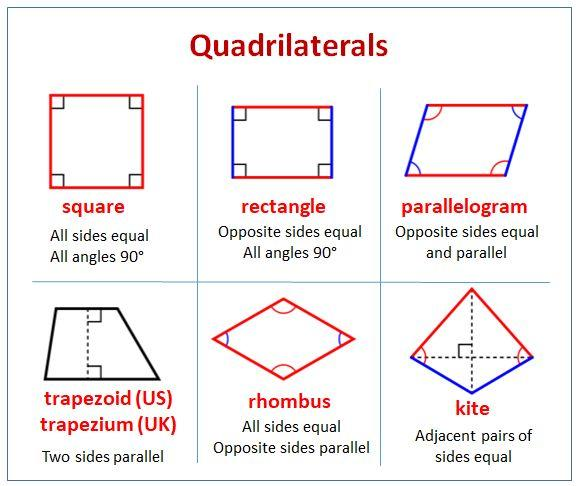 Quadrilaterals
square
All sides equal
All angles 90°
rectangle
Opposite sides equal
All angles 90°
parallelogram
Opposite sides equal
and parallel
trapezoid (US)
trapezium (UK)
Two sides parallel
rhombus
All sides equal
Opposite sides parallel
kite
Adjacent pairs of
sides equal